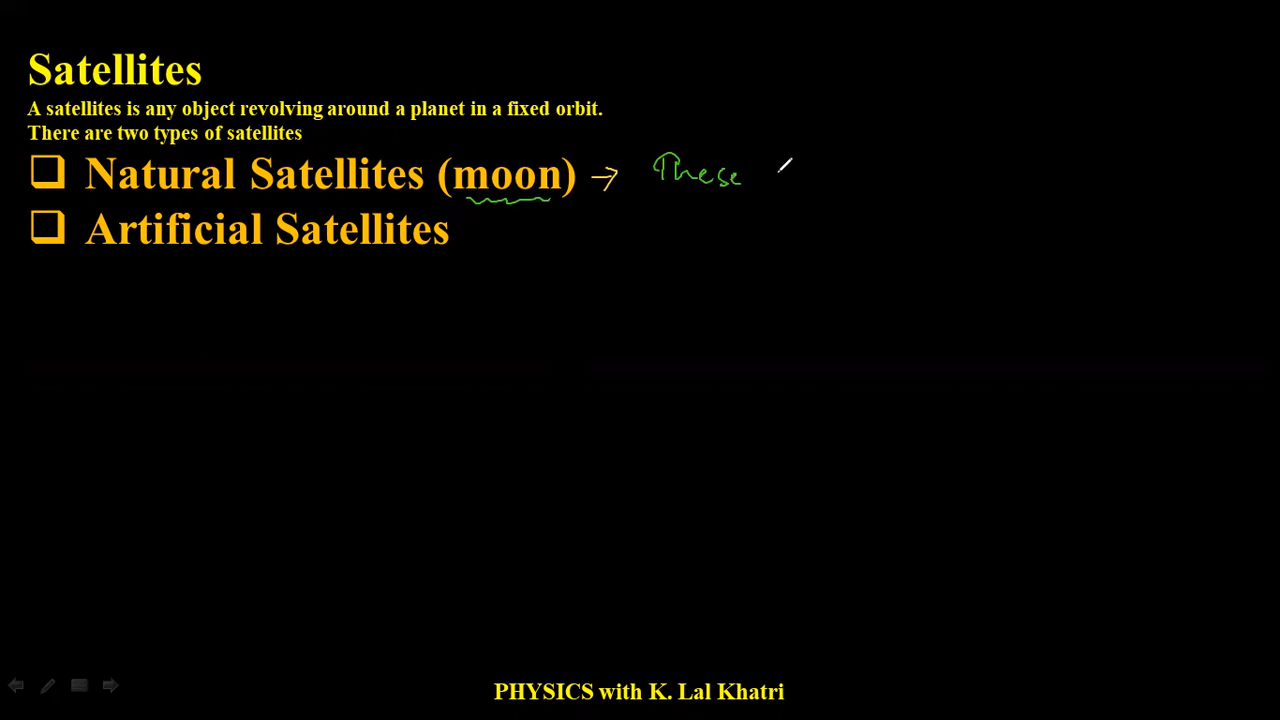 Satellites
A satellites is any object revolving around a planet in a fixed orbit.
There are two types of satellites
❑ Natural Satellites (moon) → These
❑ Artificial Satellites
PHYSICS with K. Lal Khatri